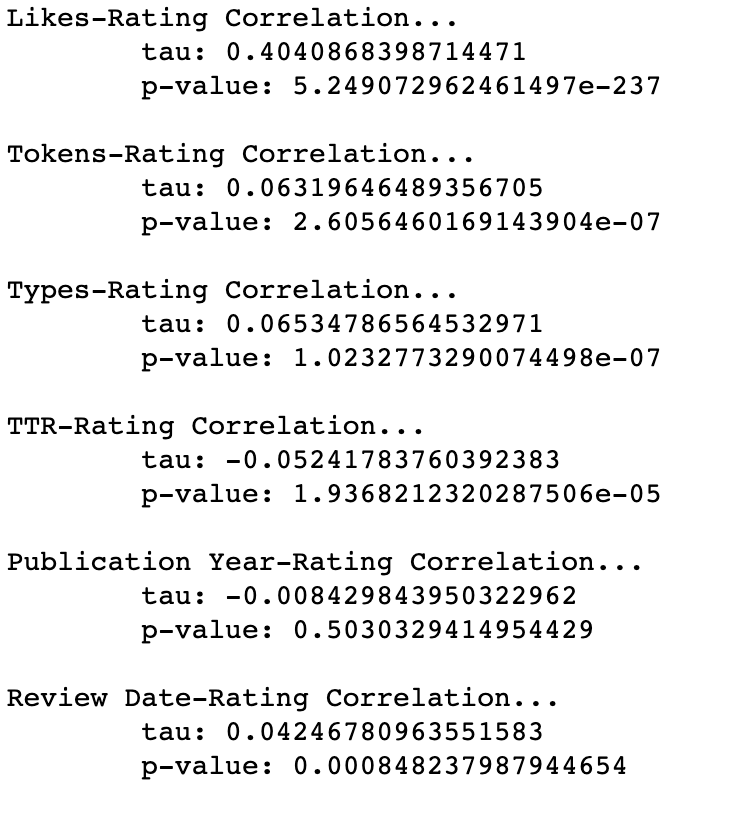 Likes-Rating Correlation...
tau: 0.4040868398714471
p-value: 5.249072962461497e-237
Tokens-Rating Correlation...
tau: 0.06319646489356705
p-value: 2.6056460169143904e-07
Types-Rating Correlation...
tau: 0.06534786564532971
p-value: 1.0232773290074498e-07
TTR-Rating Correlation...
tau: -0.05241783760392383
p-value: 1.9368212320287506e-05
Publication Year-Rating Correlation...
tau: -0.008429843950322962
p-value: 0.5030329414954429
Review Date-Rating Correlation...
tau: 0.04246780963551583
p-value: 0.000848237987944654